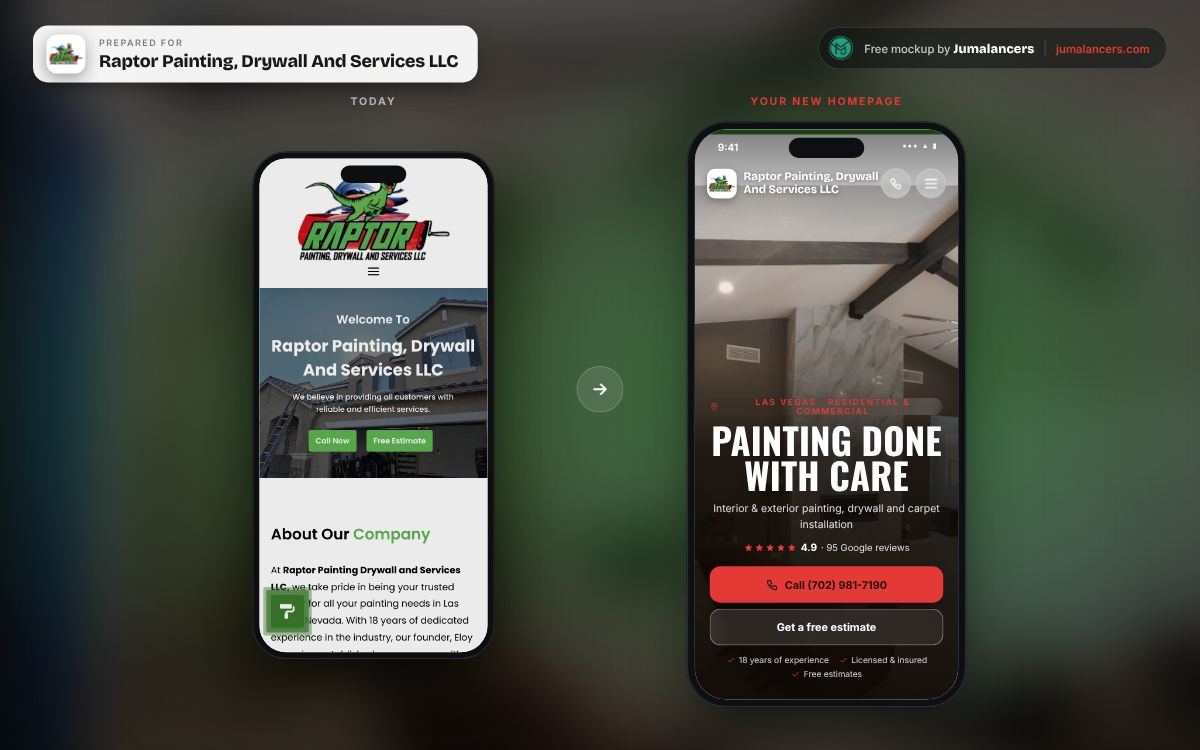 PREPARED FOR
Raptor Painting, Drywall And Services LLC
Free mockup by Jumalancers
jumalancers.com
TODAY
YOUR NEW HOMEPAGE
RAPTOR
PAINTING, DRYWALL AND SERVICES LLC
Welcome To
Raptor Painting, Drywall
And Services LLC
We believe in providing all customers with
reliable and efficient services.
Call Now
Free Estimate
About Our Company
At Raptor Painting Drywall and Services
LLC, we take pride in being your trusted
for all your painting needs in Las
Nevada. With 18 years of dedicated
experience in the industry, our founder, Eloy
9:41
Raptor Painting, Drywall
And Services LLC
LAS VEGAS · RESIDENTIAL &
COMMERCIAL
PAINTING DONE
WITH CARE
Interior & exterior painting, drywall and carpet
installation
4.9 · 95 Google reviews
Call (702) 981-7190
Get a free estimate
18 years of experience
Licensed & insured
Free estimates